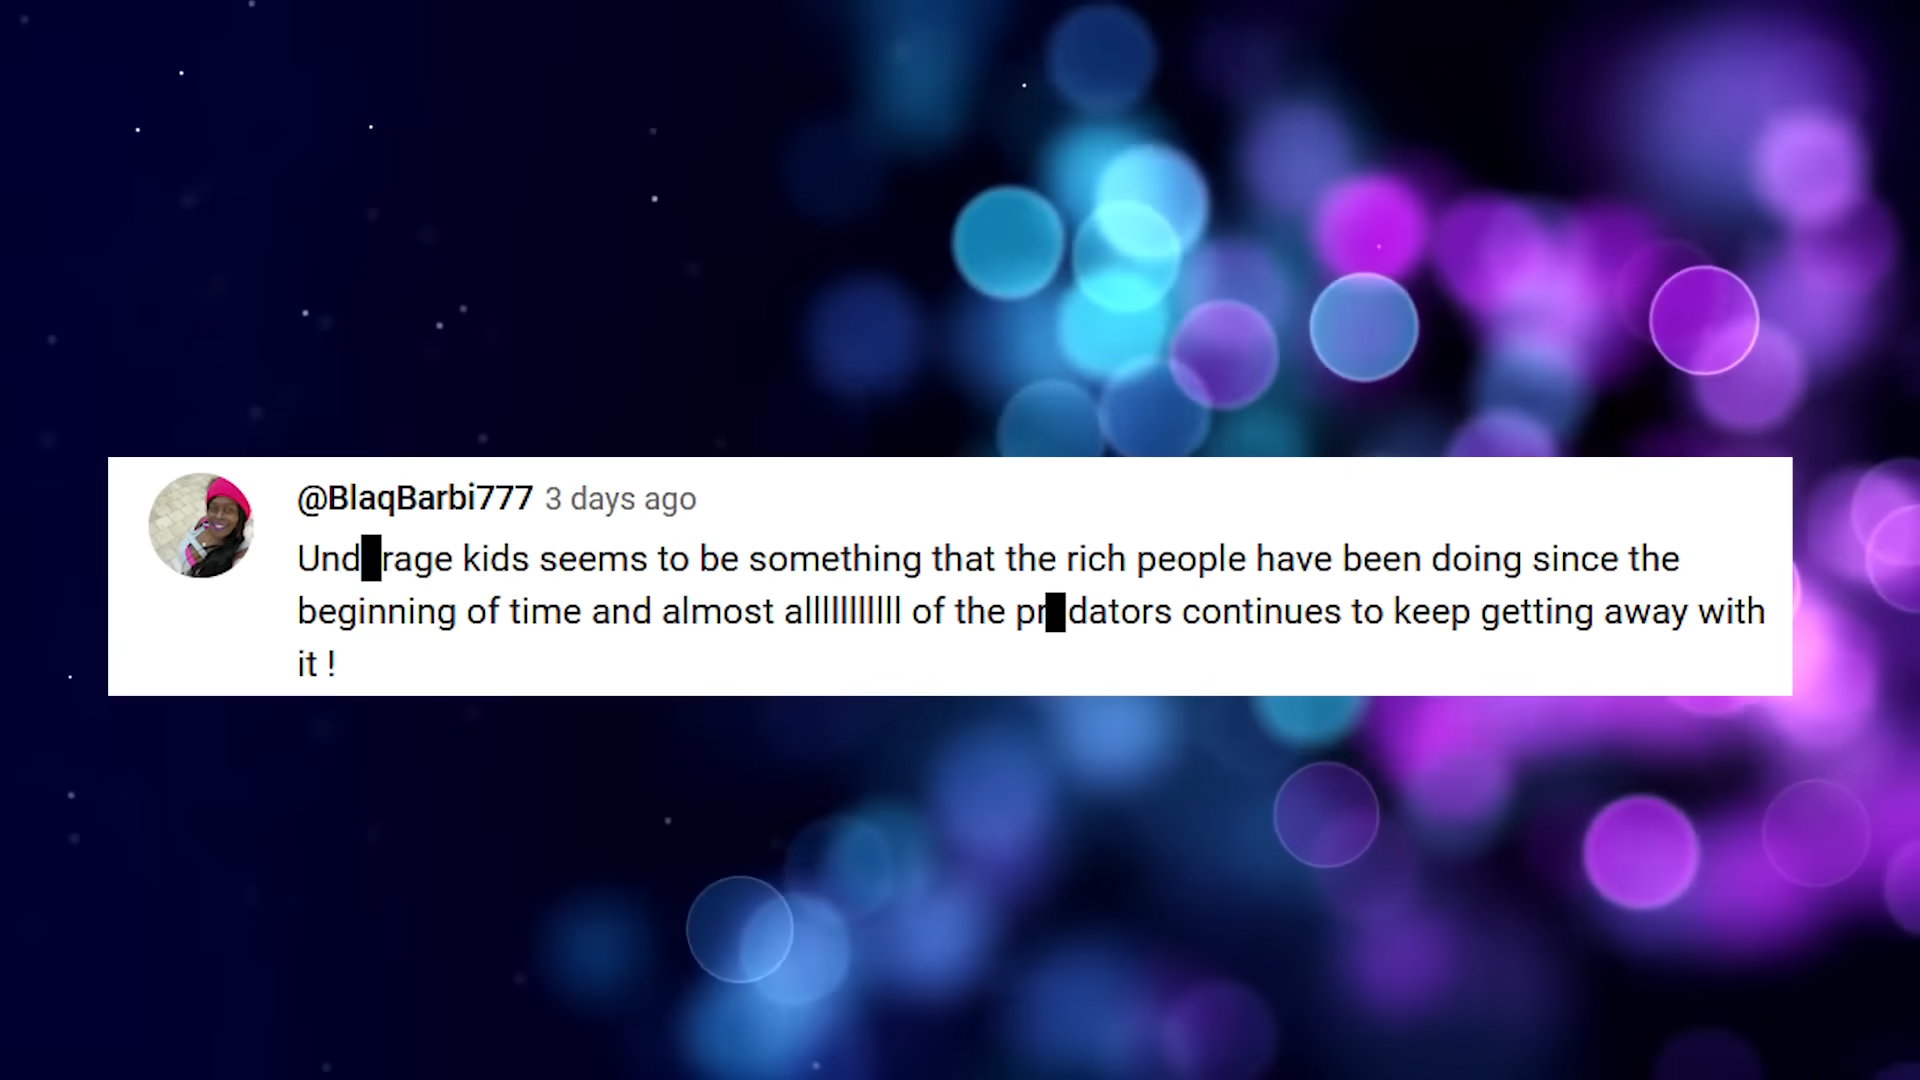 @BlaqBarbi777 3 days ago
Und█rage kids seems to be something that the rich people have been doing since the
beginning of time and almost alllllllllll of the pr█dators continues to keep getting away with
it !